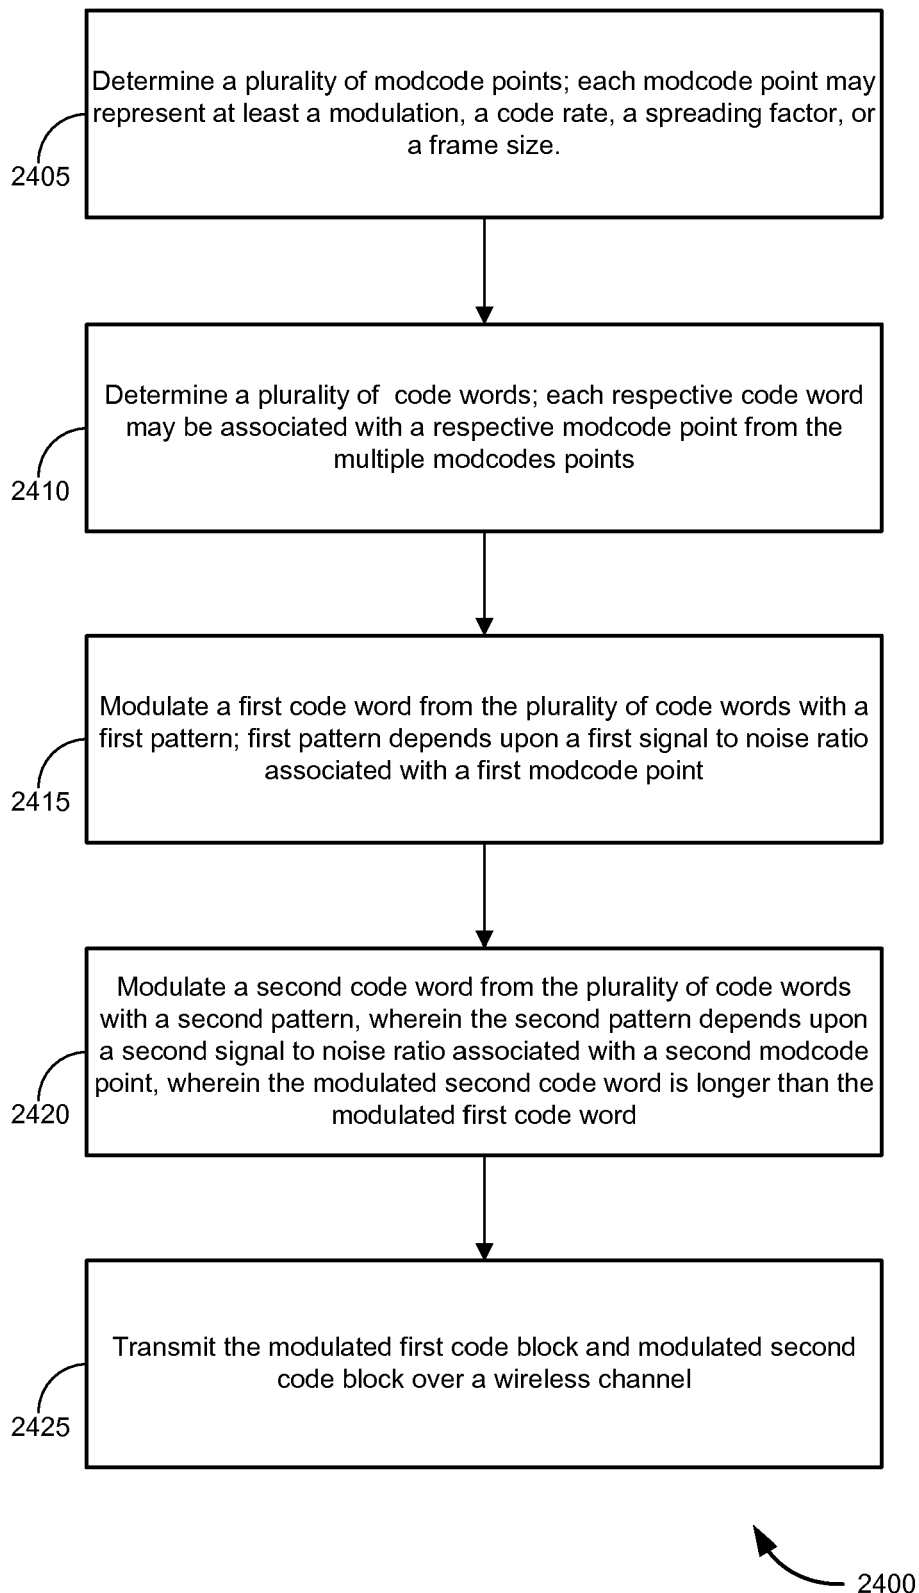 Determine a plurality of modcode points; each modcode point may
represent at least a modulation, a code rate, a spreading factor, or
a frame size.
2405
Determine a plurality of  code words; each respective code word
may be associated with a respective modcode point from the
multiple modcodes points
2410
Modulate a first code word from the plurality of code words with a
first pattern; first pattern depends upon a first signal to noise ratio
associated with a first modcode point
2415
Modulate a second code word from the plurality of code words
with a second pattern, wherein the second pattern depends upon
a second signal to noise ratio associated with a second modcode
point, wherein the modulated second code word is longer than the
modulated first code word
2420
Transmit the modulated first code block and modulated second
code block over a wireless channel
2425
2400